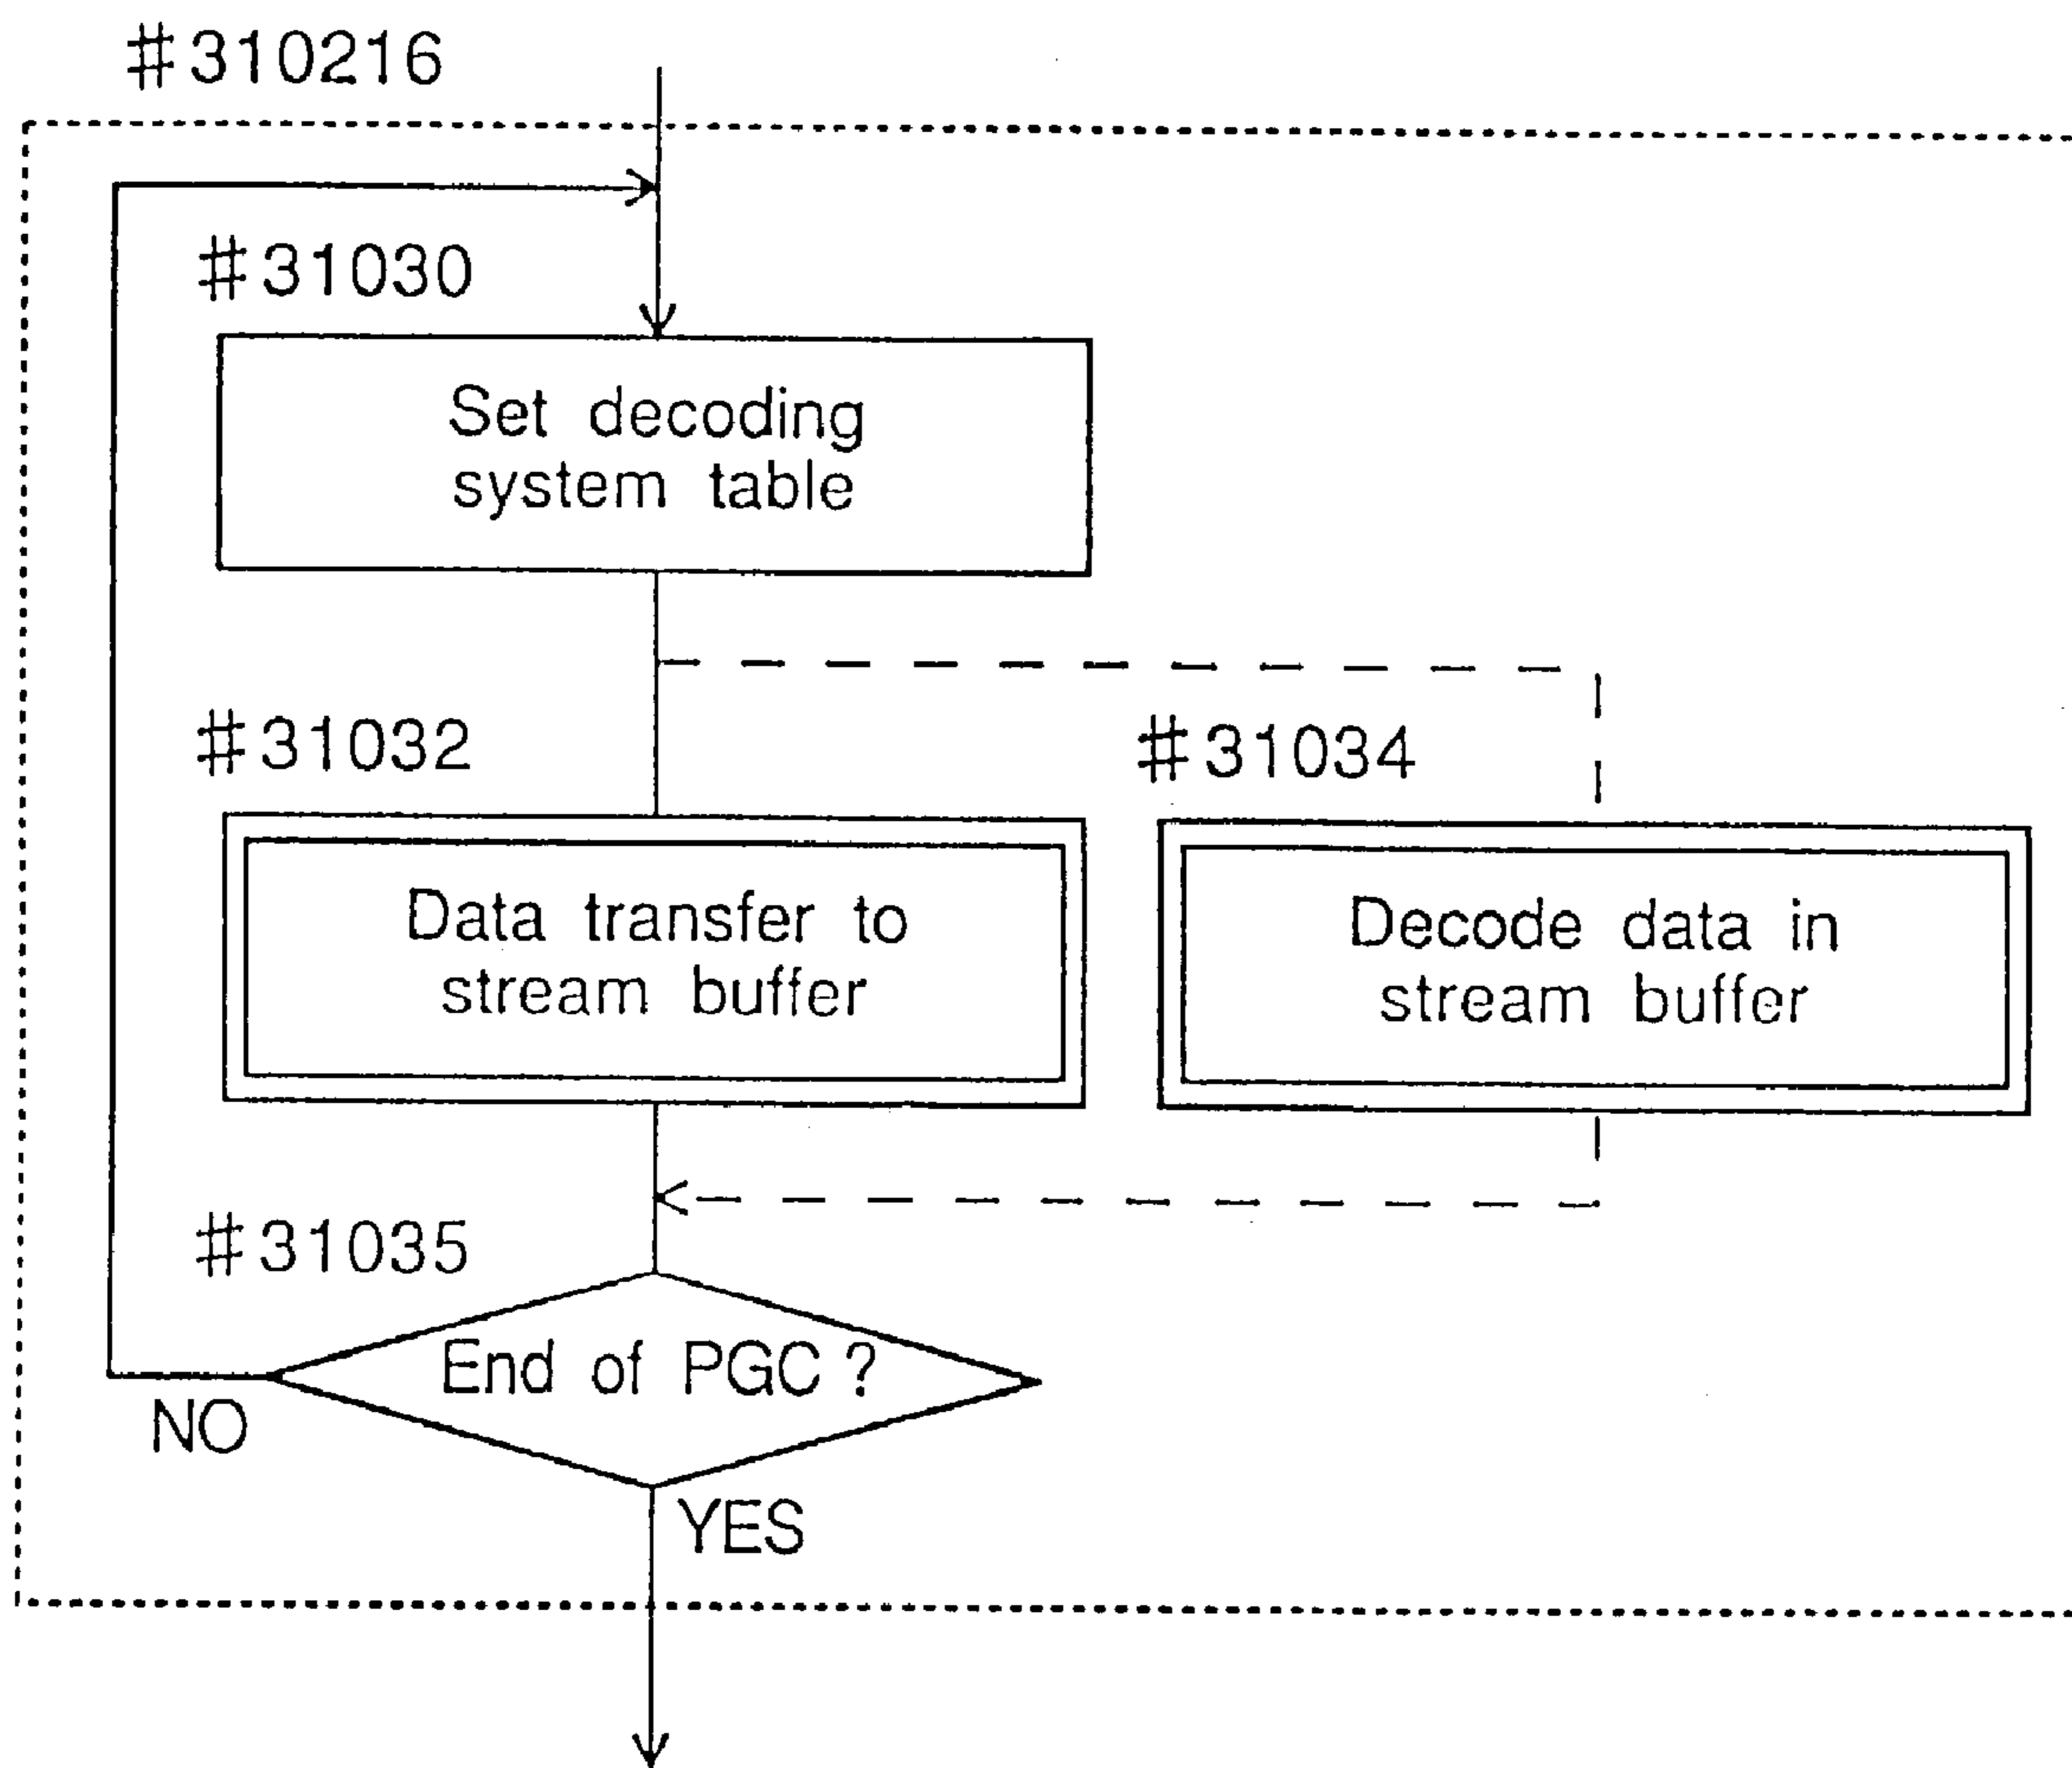 #310216
#31030
Set decoding
system table
#31032
#31034
Data transfer to
stream buffer
Decode data in
stream buffer
#31035
End of PGC ?
NO
YES